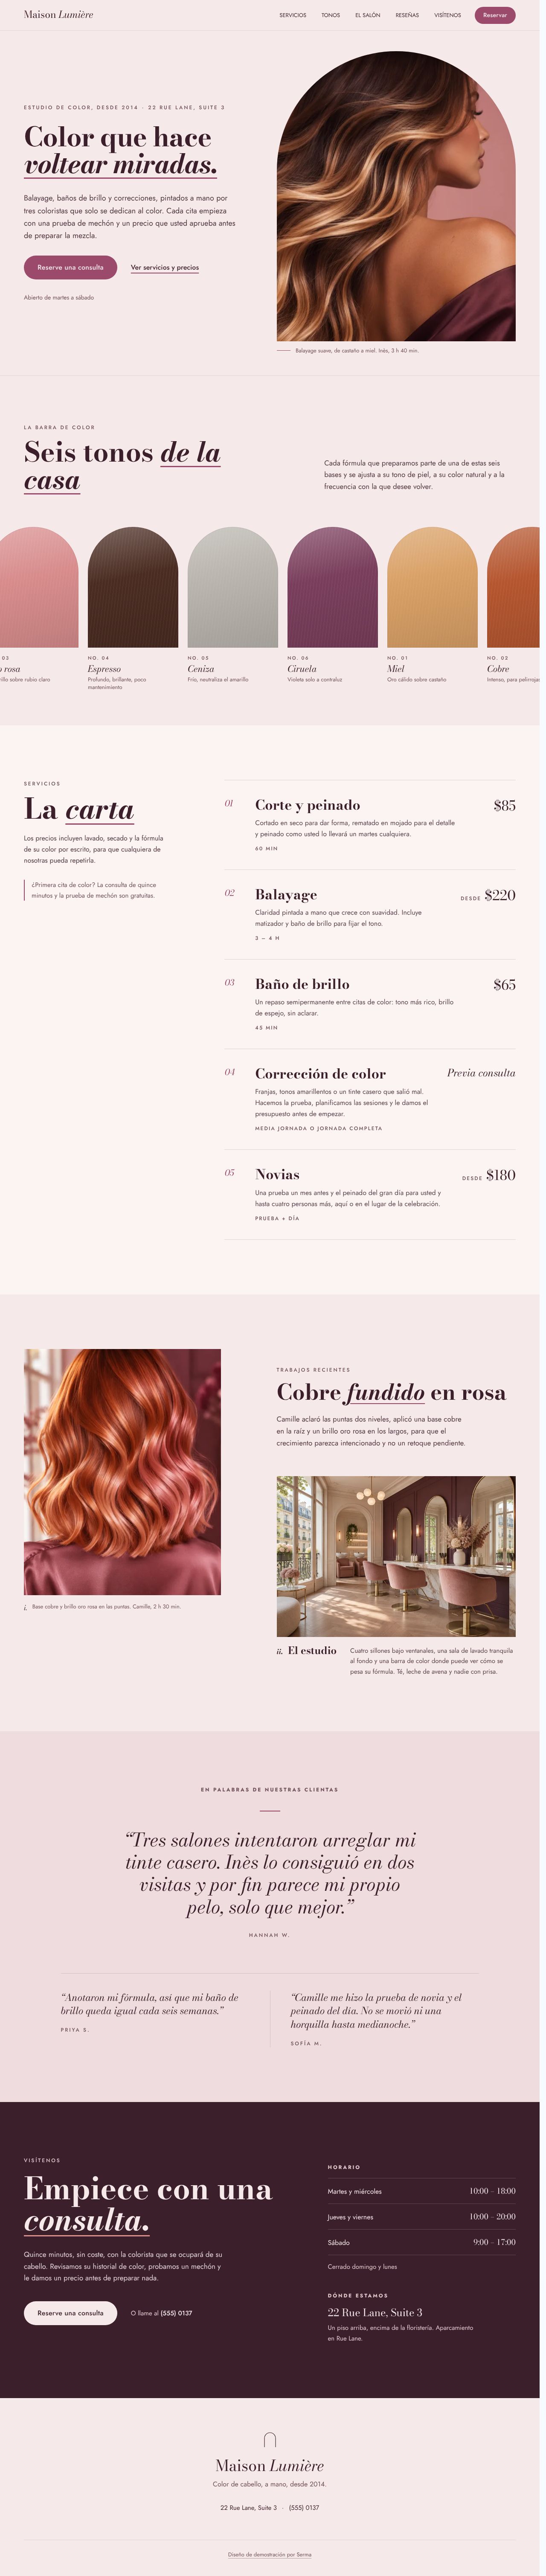 Maison Lumière
SERVICIOS TONOS EL SALÓN RESEÑAS VISÍTENOS Reservar
ESTUDIO DE COLOR, DESDE 2014 · 22 RUE LANE, SUITE 3
Color que hace
voltear miradas.
Balayage, baños de brillo y correcciones, pintados a mano por
tres coloristas que solo se dedican al color. Cada cita empieza
con una prueba de mechón y un precio que usted aprueba antes
de preparar la mezcla.
Reserve una consulta Ver servicios y precios
Abierto de martes a sábado
Balayage suave, de castaño a miel. Inès, 3 h 40 min.
LA BARRA DE COLOR
Seis tonos de la
casa
Cada fórmula que preparamos parte de una de estas seis
bases y se ajusta a su tono de piel, a su color natural y a la
frecuencia con la que desee volver.
03
rosa
rillo sobre rubio claro
NO. 04
Espresso
Profundo, brillante, poco
mantenimiento
NO. 05
Ceniza
Frío, neutraliza el amarillo
NO. 06
Ciruela
Violeta solo a contraluz
NO. 01
Miel
Oro cálido sobre castaño
NO. 02
Cobre
Intenso, para pelirrojas
SERVICIOS
La carta
Los precios incluyen lavado, secado y la fórmula
de su color por escrito, para que cualquiera de
nosotras pueda repetirla.
¿Primera cita de color? La consulta de quince
minutos y la prueba de mechón son gratuitas.
01 Corte y peinado $85
Cortado en seco para dar forma, rematado en mojado para el detalle
y peinado como usted lo llevará un martes cualquiera.
60 MIN
02 Balayage DESDE $220
Claridad pintada a mano que crece con suavidad. Incluye
matizador y baño de brillo para fijar el tono.
3 – 4 H
03 Baño de brillo $65
Un repaso semipermanente entre citas de color: tono más rico, brillo
de espejo, sin aclarar.
45 MIN
04 Corrección de color Previa consulta
Franjas, tonos amarillentos o un tinte casero que salió mal.
Hacemos la prueba, planificamos las sesiones y le damos el
presupuesto antes de empezar.
MEDIA JORNADA O JORNADA COMPLETA
05 Novias DESDE $180
Una prueba un mes antes y el peinado del gran día para usted y
hasta cuatro personas más, aquí o en el lugar de la celebración.
PRUEBA + DÍA
TRABAJOS RECIENTES
Cobre fundido en rosa
Camille aclaró las puntas dos niveles, aplicó una base cobre
en la raíz y un brillo oro rosa en los largos, para que el
crecimiento parezca intencionado y no un retoque pendiente.
i. Base cobre y brillo oro rosa en las puntas. Camille, 2 h 30 min.
ii. El estudio
Cuatro sillones bajo ventanales, una sala de lavado tranquila
al fondo y una barra de color donde puede ver cómo se
pesa su fórmula. Té, leche de avena y nadie con prisa.
EN PALABRAS DE NUESTRAS CLIENTAS
“Tres salones intentaron arreglar mi
tinte casero. Inès lo consiguió en dos
visitas y por fin parece mi propio
pelo, solo que mejor.”
HANNAH W.
“Anotaron mi fórmula, así que mi baño de
brillo queda igual cada seis semanas.”
PRIYA S.
“Camille me hizo la prueba de novia y el
peinado del día. No se movió ni una
horquilla hasta medianoche.”
SOFÍA M.
VISÍTENOS
Empiece con una
consulta.
Quince minutos, sin coste, con la colorista que se ocupará de su
cabello. Revisamos su historial de color, probamos un mechón y
le damos un precio antes de preparar nada.
Reserve una consulta O llame al (555) 0137
HORARIO
Martes y miércoles 10:00 – 18:00
Jueves y viernes 10:00 – 20:00
Sábado 9:00 – 17:00
Cerrado domingo y lunes
DÓNDE ESTAMOS
22 Rue Lane, Suite 3
Un piso arriba, encima de la floristería. Aparcamiento
en Rue Lane.
Maison Lumière
Color de cabello, a mano, desde 2014.
22 Rue Lane, Suite 3 · (555) 0137
Diseño de demostración por Serma